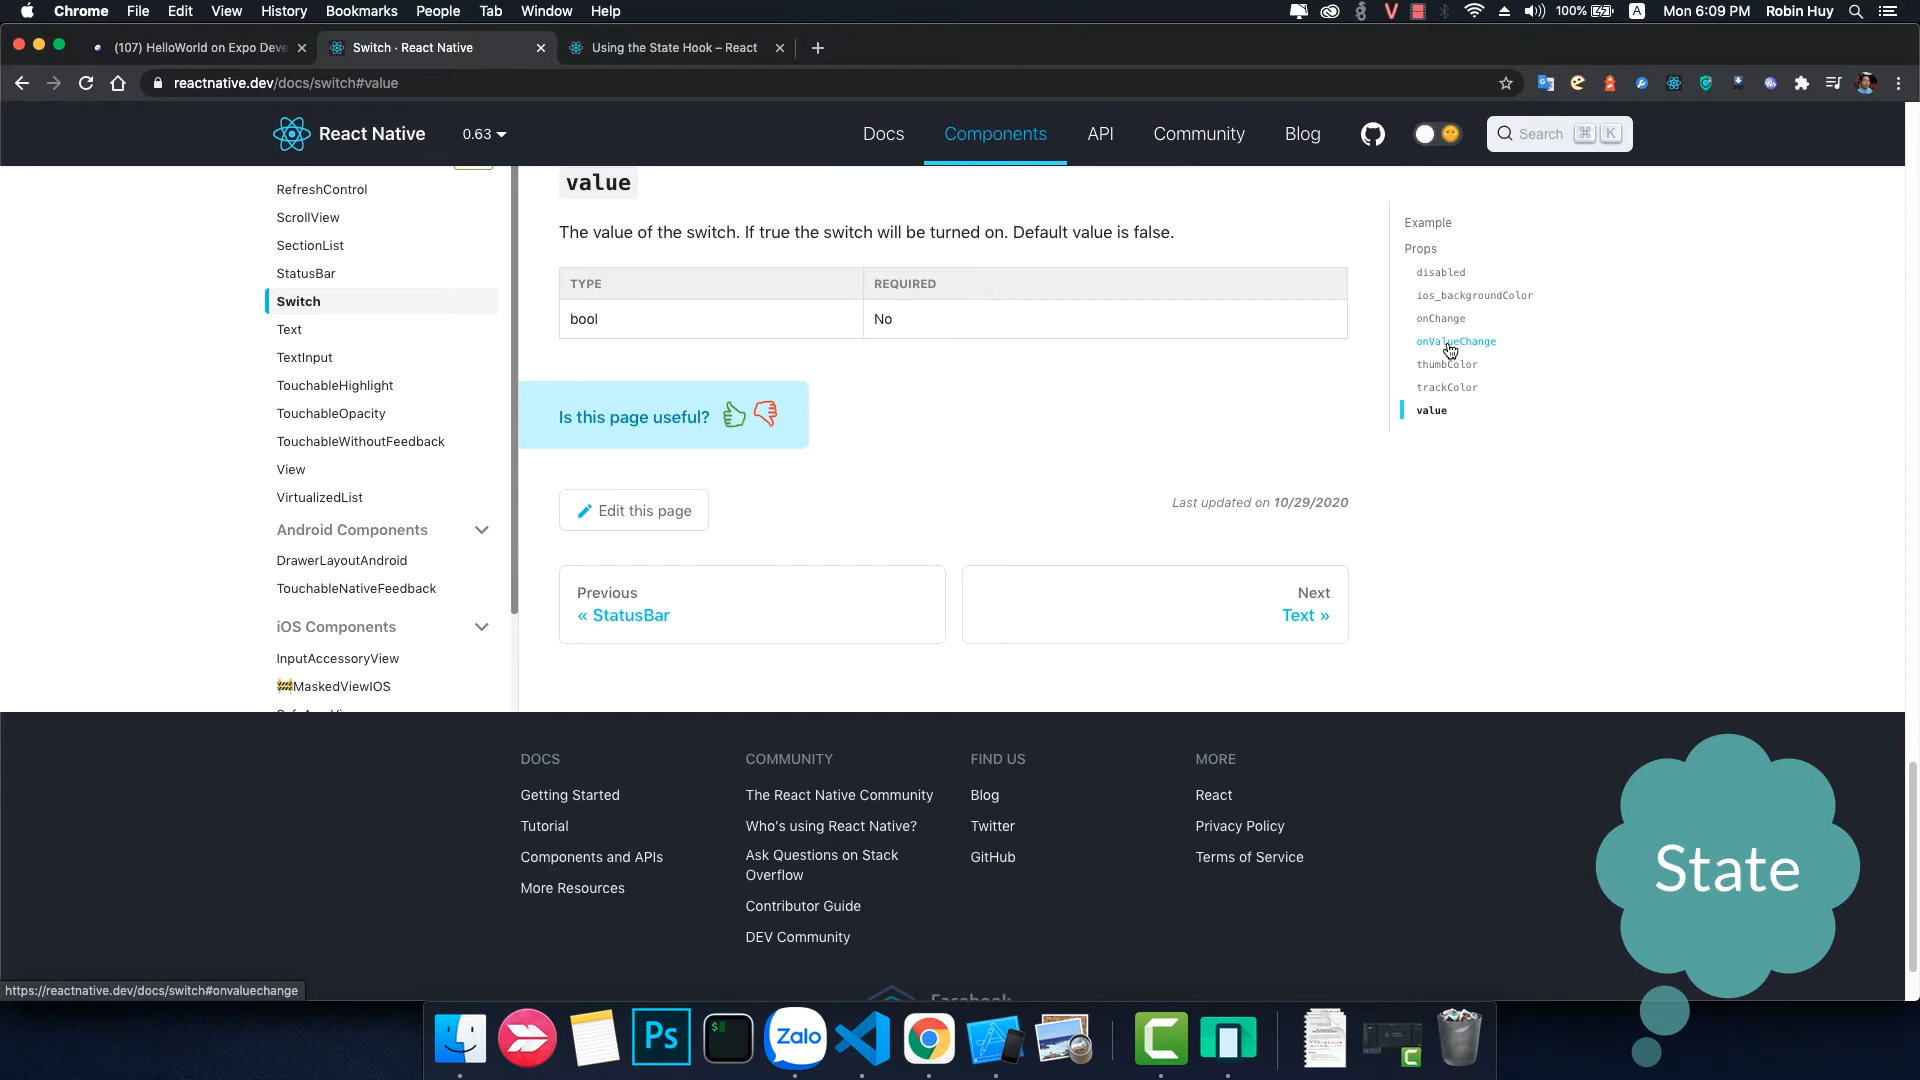 Chrome File Edit View History Bookmarks People Tab Window Help
100% A Mon 6:09 PM Robin Huy
(107) HelloWorld on Expo Deve
Switch · React Native
Using the State Hook – React
reactnative.dev/docs/switch#value
React Native 0.63
Docs Components API Community Blog
Search ⌘ K
RefreshControl
ScrollView
SectionList
StatusBar
Switch
Text
TextInput
TouchableHighlight
TouchableOpacity
TouchableWithoutFeedback
View
VirtualizedList
Android Components
DrawerLayoutAndroid
TouchableNativeFeedback
iOS Components
InputAccessoryView
🚧MaskedViewIOS
value
The value of the switch. If true the switch will be turned on. Default value is false.
TYPE REQUIRED
bool No
Is this page useful?
Edit this page
Last updated on 10/29/2020
Previous
« StatusBar
Next
Text »
Example
Props
disabled
ios_backgroundColor
onChange
onValueChange
thumbColor
trackColor
value
DOCS
Getting Started
Tutorial
Components and APIs
More Resources
COMMUNITY
The React Native Community
Who's using React Native?
Ask Questions on Stack
Overflow
Contributor Guide
DEV Community
FIND US
Blog
Twitter
GitHub
MORE
React
Privacy Policy
Terms of Service
State
https://reactnative.dev/docs/switch#onvaluechange
Ps
$
Zalo
C
C